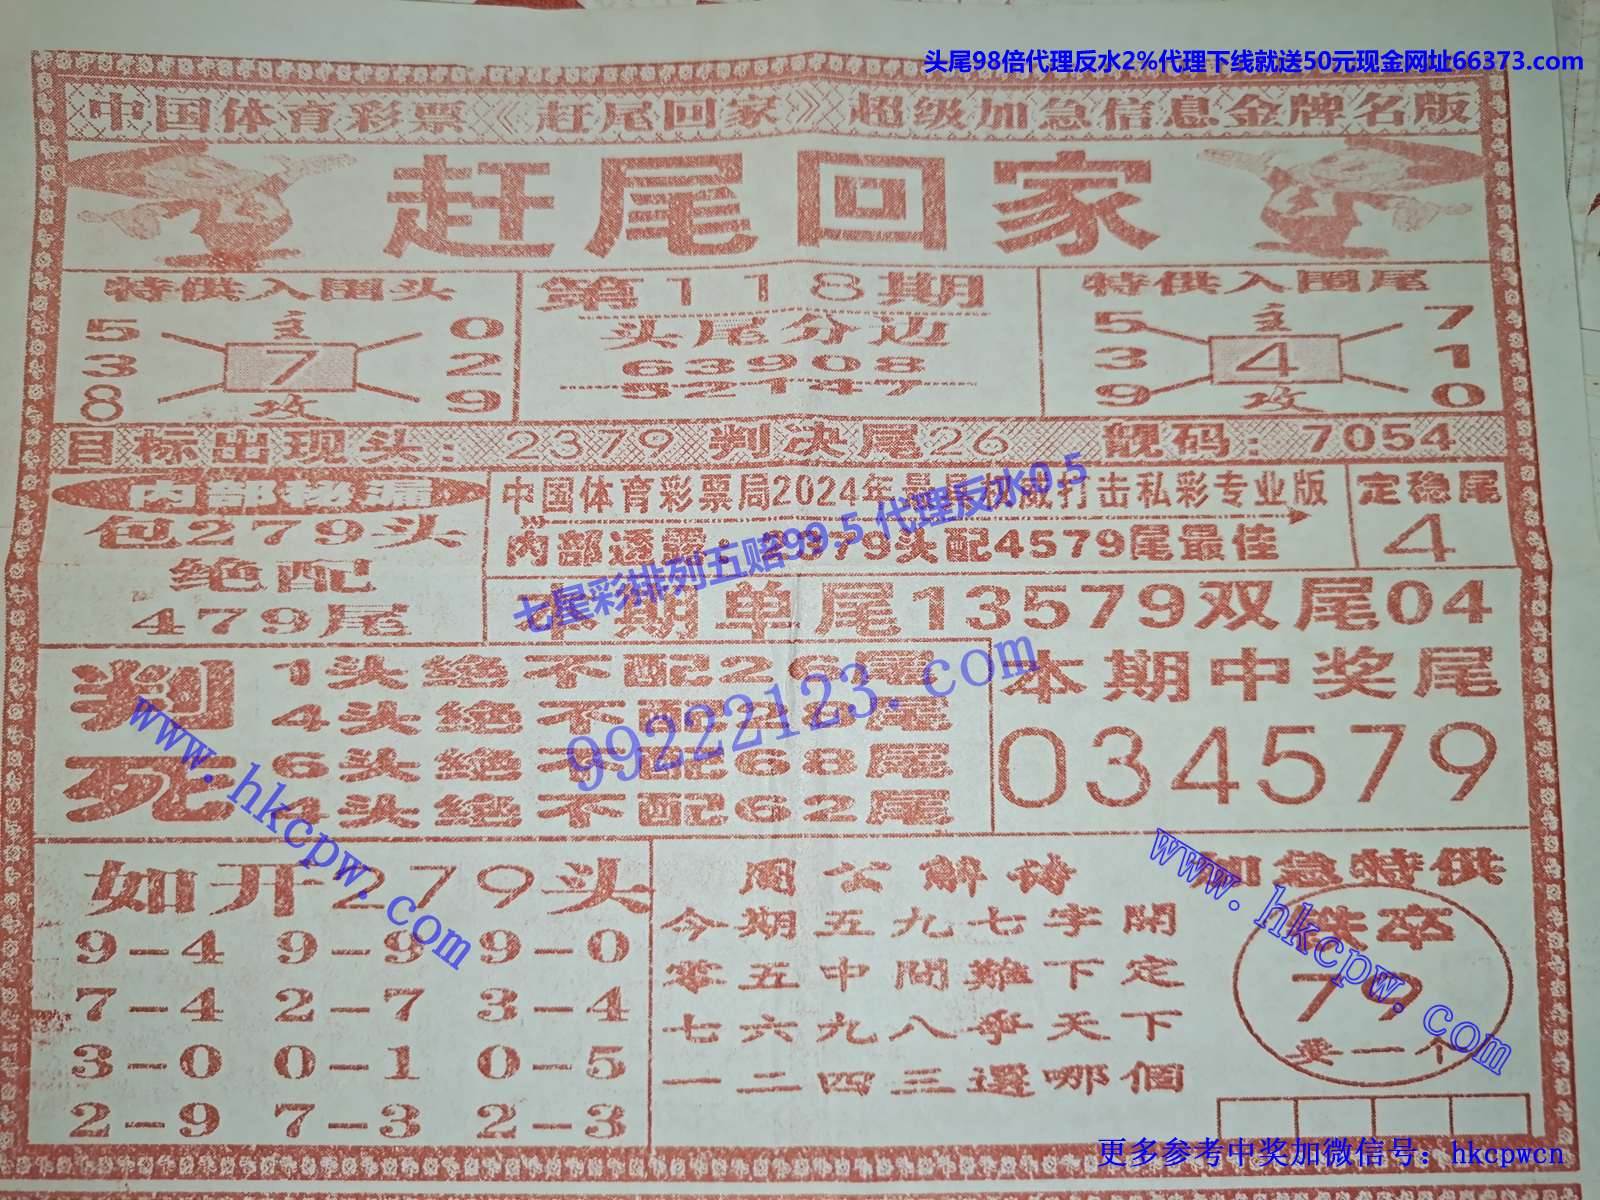 头尾98倍代理反水2%代理下线就送50元现金网址66373.com
中国体育彩票《赶尾回家》超级加急信息金牌名版
赶尾回家
特供入围头
5 主 0
3 7 2
8 攻 9
第118期
头尾分边
63908
52147
特供入围尾
5 主 7
3 4 1
9 攻 0
目标出现头：2379 判决尾26 靓码：7054
内部秘漏
包279头
绝配
479尾
中国体育彩票局2024年最 权威打击私彩专业版
内部透露：2379头配4579尾最佳
定稳尾
4
七星彩排列五赔99.5 代理反水0.5
本期单尾13579双尾04
判死
1头绝不配26尾
4头绝不配 尾
6头绝不配68尾
4头绝不配62尾
99222123.com
本期中奖尾
034579
www.hkcpw.com
如开279头
9-4 9-9 9-0
7-4 2-7 3-4
3-0 0-1 0-5
2-9 7-3 2-3
周公解诗
今期五九七字開
零五中間難下定
七六九八爭天下
一二四三選哪個
加急特供
卒
79
要一个
www.hkcpw.com
更多参考中奖加微信号：hkcpwcn